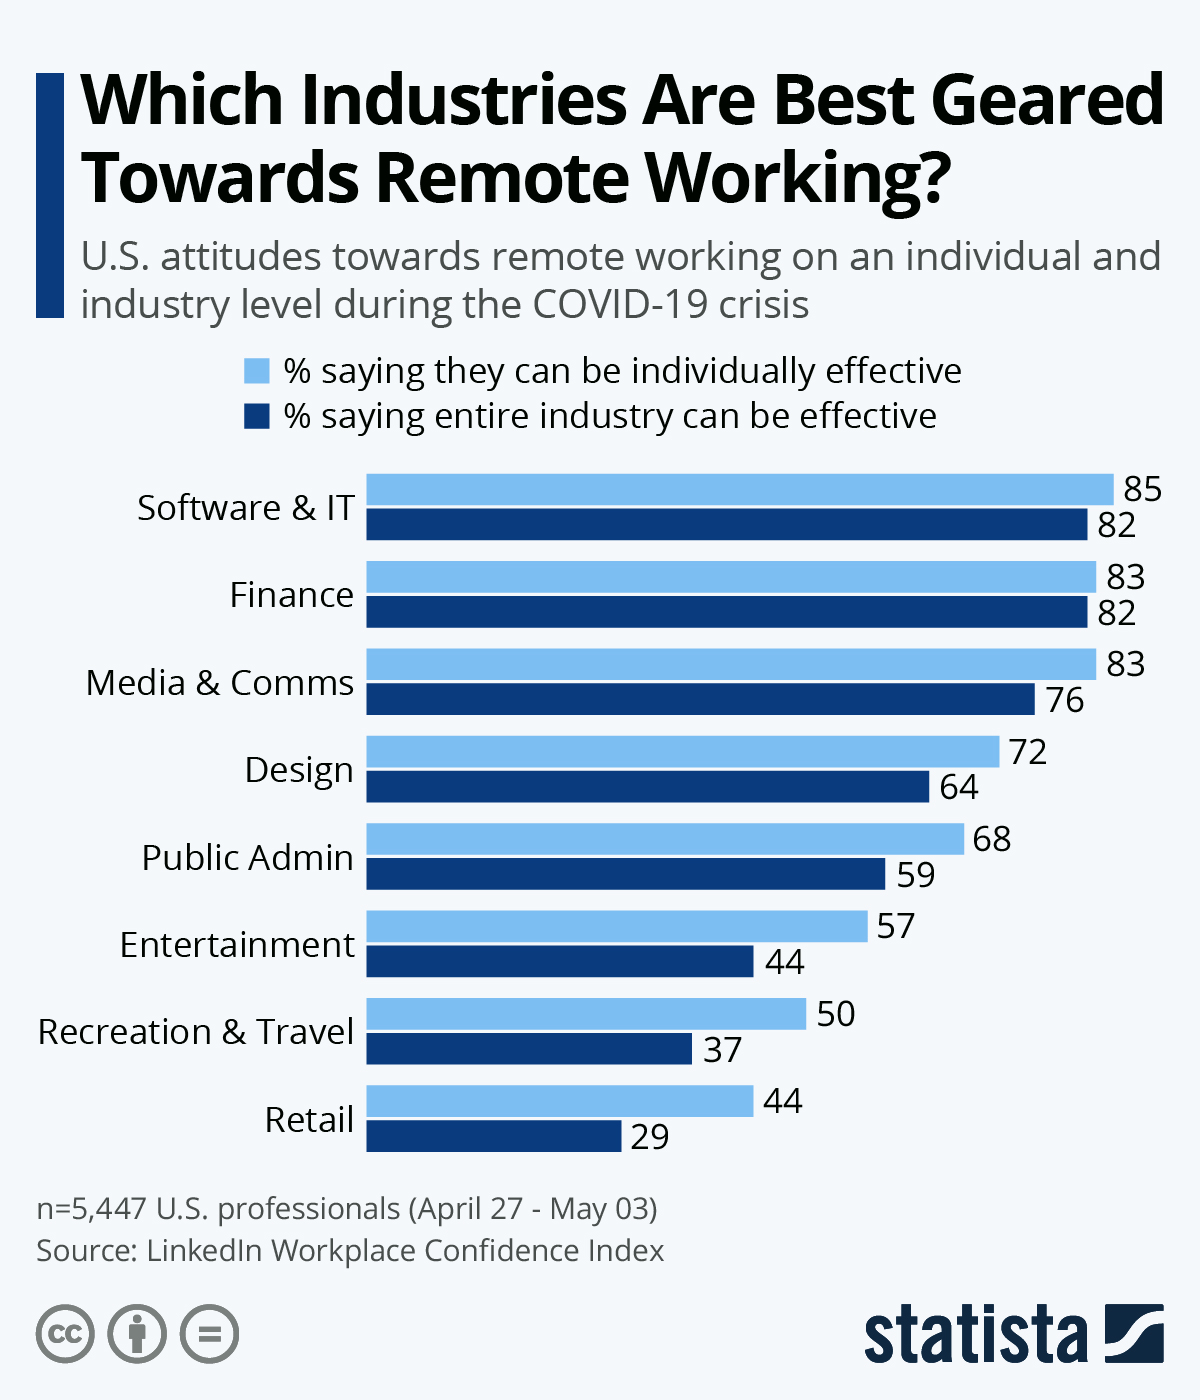 Which Industries Are Best Geared
Towards Remote Working?
U.S. attitudes towards remote working on an individual and
industry level during the COVID-19 crisis
% saying they can be individually effective
% saying entire industry can be effective
Software & IT
85
82
Finance
83
82
Media & Comms
83
76
Design
72
64
Public Admin
68
59
Entertainment
57
44
Recreation & Travel
50
37
Retail
44
29
n=5,447 U.S. professionals (April 27 - May 03)
Source: LinkedIn Workplace Confidence Index
cc
statista